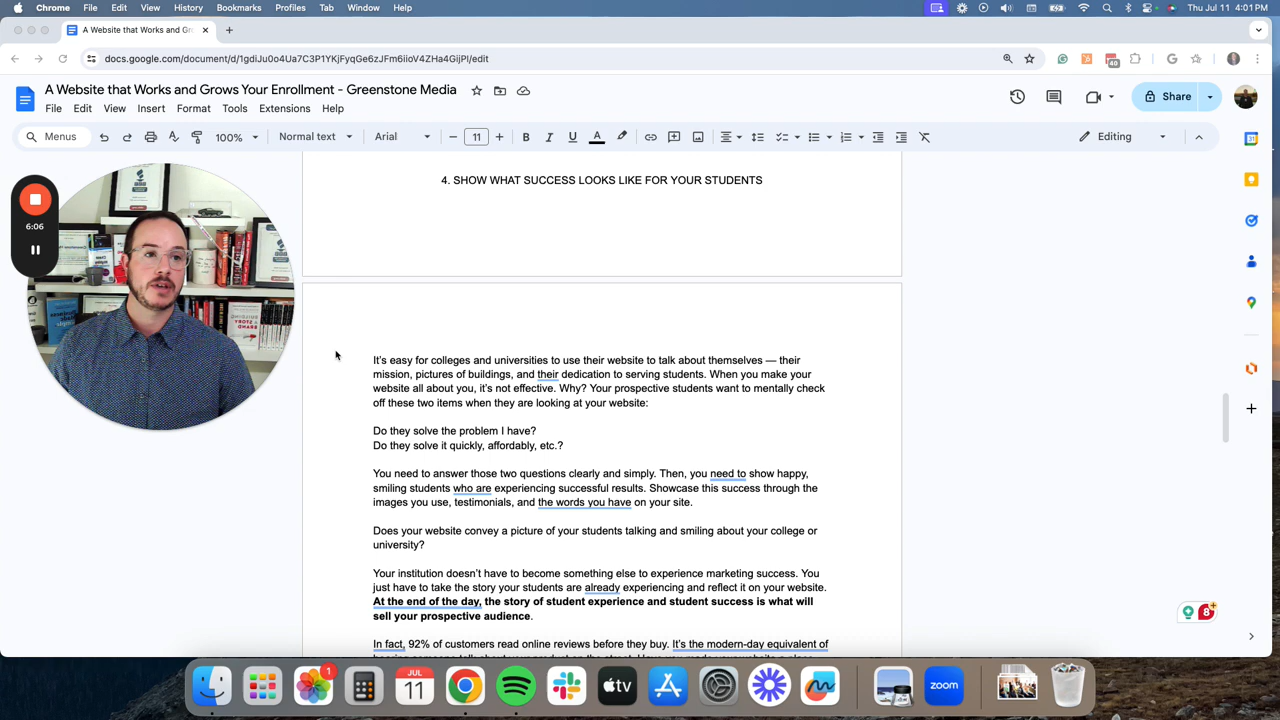 Chrome File Edit View History Bookmarks Profiles Tab Window Help Thu Jul 11 4:01 PM
A Website that Works and Gr
docs.google.com/document/d/1gdiJu0o4Ua7C3P1YKjFyqGe6zJFm6iioV4ZHa4GijPI/edit
40
A Website that Works and Grows Your Enrollment - Greenstone Media
File Edit View Insert Format Tools Extensions Help
Share
Menus 100% Normal text Arial 11 Editing
4. SHOW WHAT SUCCESS LOOKS LIKE FOR YOUR STUDENTS
6:06
It's easy for colleges and universities to use their website to talk about themselves — their
mission, pictures of buildings, and their dedication to serving students. When you make your
website all about you, it's not effective. Why? Your prospective students want to mentally check
off these two items when they are looking at your website:
Do they solve the problem I have?
Do they solve it quickly, affordably, etc.?
You need to answer those two questions clearly and simply. Then, you need to show happy,
smiling students who are experiencing successful results. Showcase this success through the
images you use, testimonials, and the words you have on your site.
Does your website convey a picture of your students talking and smiling about your college or
university?
Your institution doesn't have to become something else to experience marketing success. You
just have to take the story your students are already experiencing and reflect it on your website.
At the end of the day, the story of student experience and student success is what will
sell your prospective audience.
In fact, 92% of customers read online reviews before they buy. It's the modern-day equivalent of
8
1
JUL
11
tv
zoom